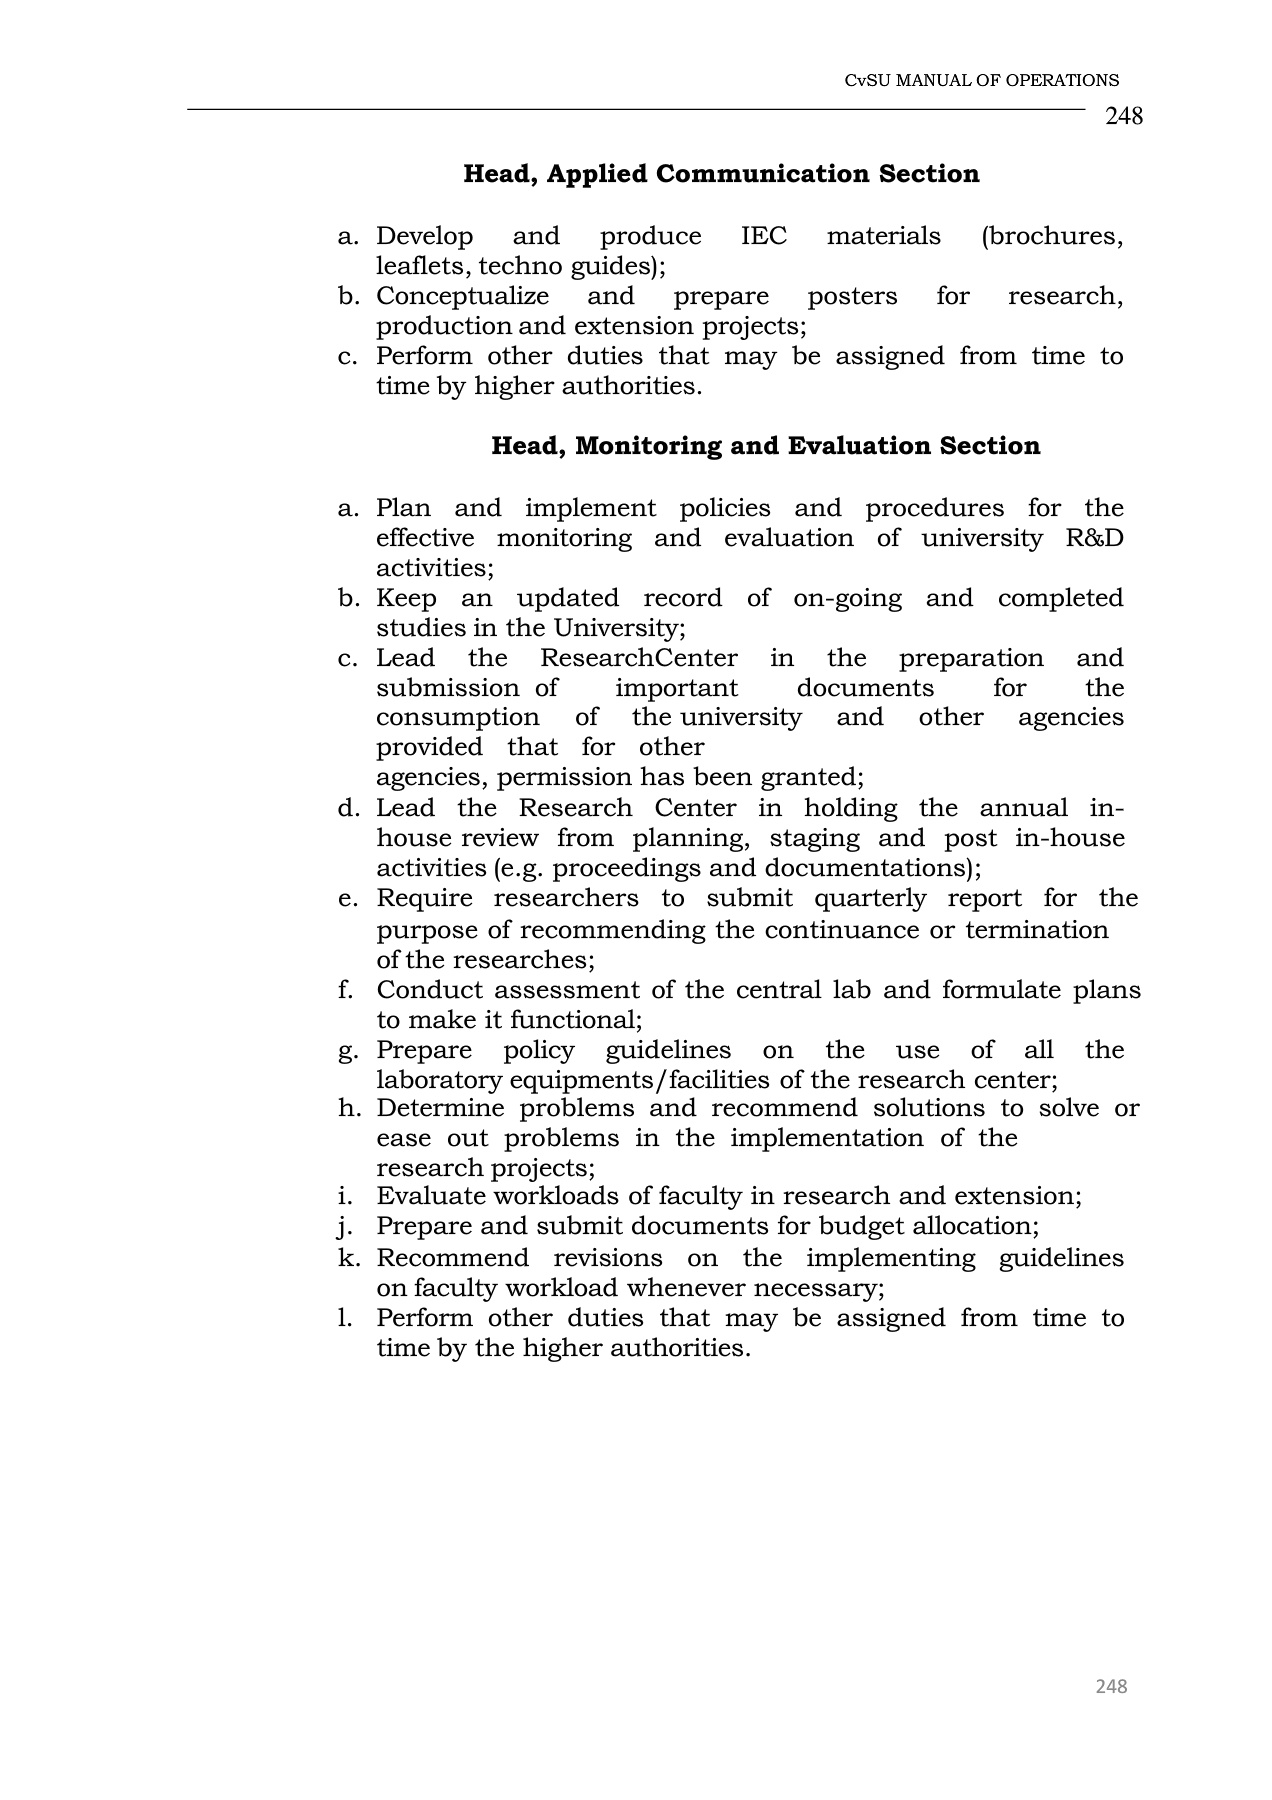 CvSU MANUAL OF OPERATIONS
248
Head, Applied Communication Section
a. Develop and produce IEC materials (brochures,
leaflets, techno guides);
b. Conceptualize and prepare posters for research,
production and extension projects;
c. Perform other duties that may be assigned from time to
time by higher authorities.
Head, Monitoring and Evaluation Section
a. Plan and implement policies and procedures for the
effective monitoring and evaluation of university R&D
activities;
b. Keep an updated record of on-going and completed
studies in the University;
c. Lead the ResearchCenter in the preparation and
submission of important documents for the
consumption of the university and other agencies
provided that for other
agencies, permission has been granted;
d. Lead the Research Center in holding the annual in-
house review from planning, staging and post in-house
activities (e.g. proceedings and documentations);
e. Require researchers to submit quarterly report for the
purpose of recommending the continuance or termination
of the researches;
f. Conduct assessment of the central lab and formulate plans
to make it functional;
g. Prepare policy guidelines on the use of all the
laboratory equipments/facilities of the research center;
h. Determine problems and recommend solutions to solve or
ease out problems in the implementation of the
research projects;
i. Evaluate workloads of faculty in research and extension;
j. Prepare and submit documents for budget allocation;
k. Recommend revisions on the implementing guidelines
on faculty workload whenever necessary;
l. Perform other duties that may be assigned from time to
time by the higher authorities.
248